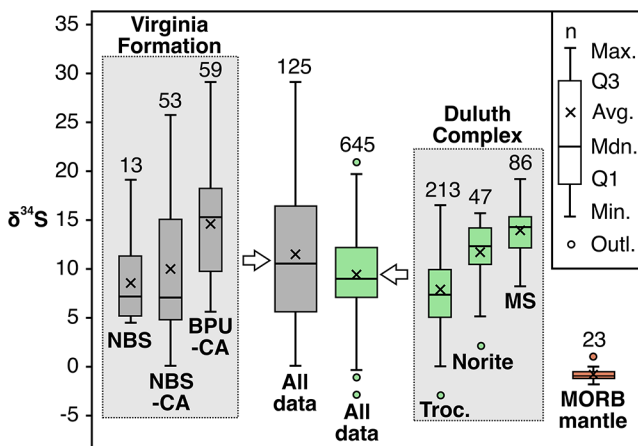 Virginia
Formation
35
30
25
20
15
10
5
0
-5
δ³⁴S
13
53
59
NBS
NBS
-CA
BPU
-CA
125
All
data
645
All
data
Duluth
Complex
213
47
86
Troc.
Norite
MS
23
MORB
mantle
n
Max.
Q3
Avg.
Mdn.
Q1
Min.
Outl.